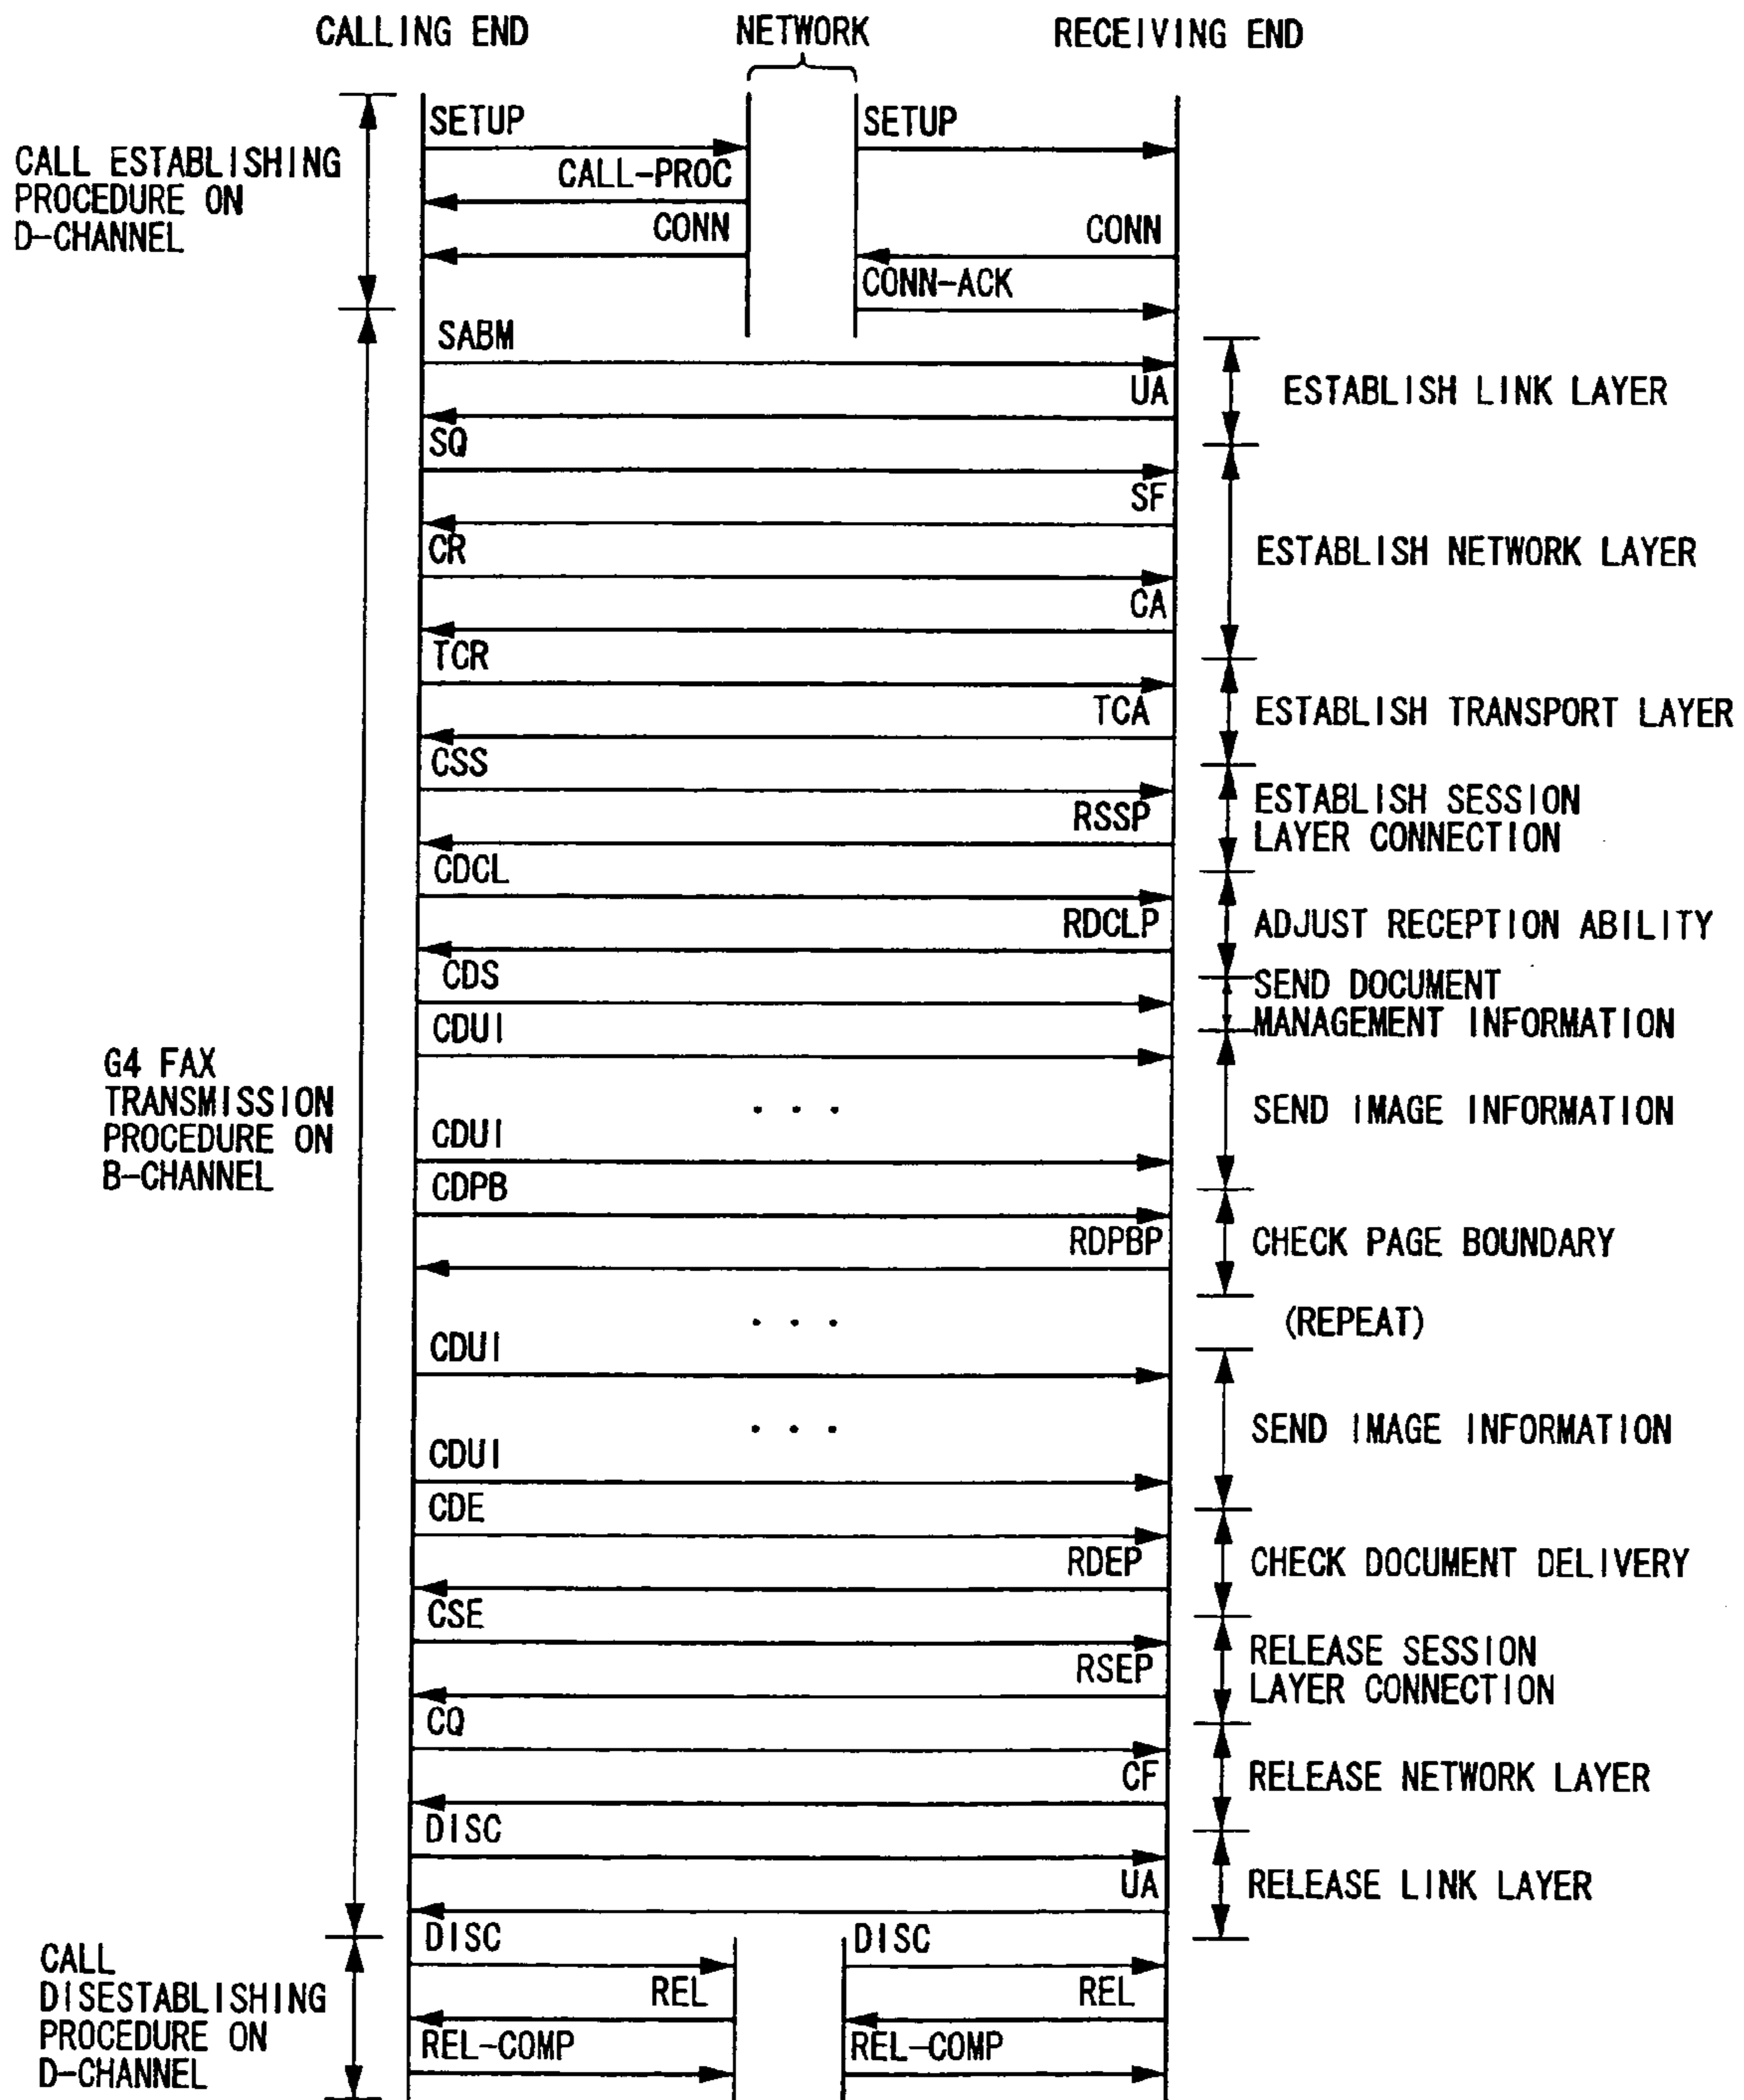 CALLING END
NETWORK
RECEIVING END
SETUP
SETUP
CALL ESTABLISHING
PROCEDURE ON
D-CHANNEL
CALL-PROC
CONN
CONN
CONN-ACK
SABM
UA
ESTABLISH LINK LAYER
SQ
SF
CR
ESTABLISH NETWORK LAYER
CA
TCR
TCA
ESTABLISH TRANSPORT LAYER
CSS
RSSP
ESTABLISH SESSION
LAYER CONNECTION
CDCL
RDCLP
ADJUST RECEPTION ABILITY
CDS
SEND DOCUMENT
MANAGEMENT INFORMATION
CDUI
G4 FAX
TRANSMISSION
PROCEDURE ON
B-CHANNEL
. . .
SEND IMAGE INFORMATION
CDUI
CDPB
RDPBP
CHECK PAGE BOUNDARY
. . .
(REPEAT)
CDUI
. . .
SEND IMAGE INFORMATION
CDUI
CDE
RDEP
CHECK DOCUMENT DELIVERY
CSE
RSEP
RELEASE SESSION
LAYER CONNECTION
CQ
CF
RELEASE NETWORK LAYER
DISC
UA
RELEASE LINK LAYER
DISC
DISC
CALL
DISESTABLISHING
PROCEDURE ON
D-CHANNEL
REL
REL
REL-COMP
REL-COMP